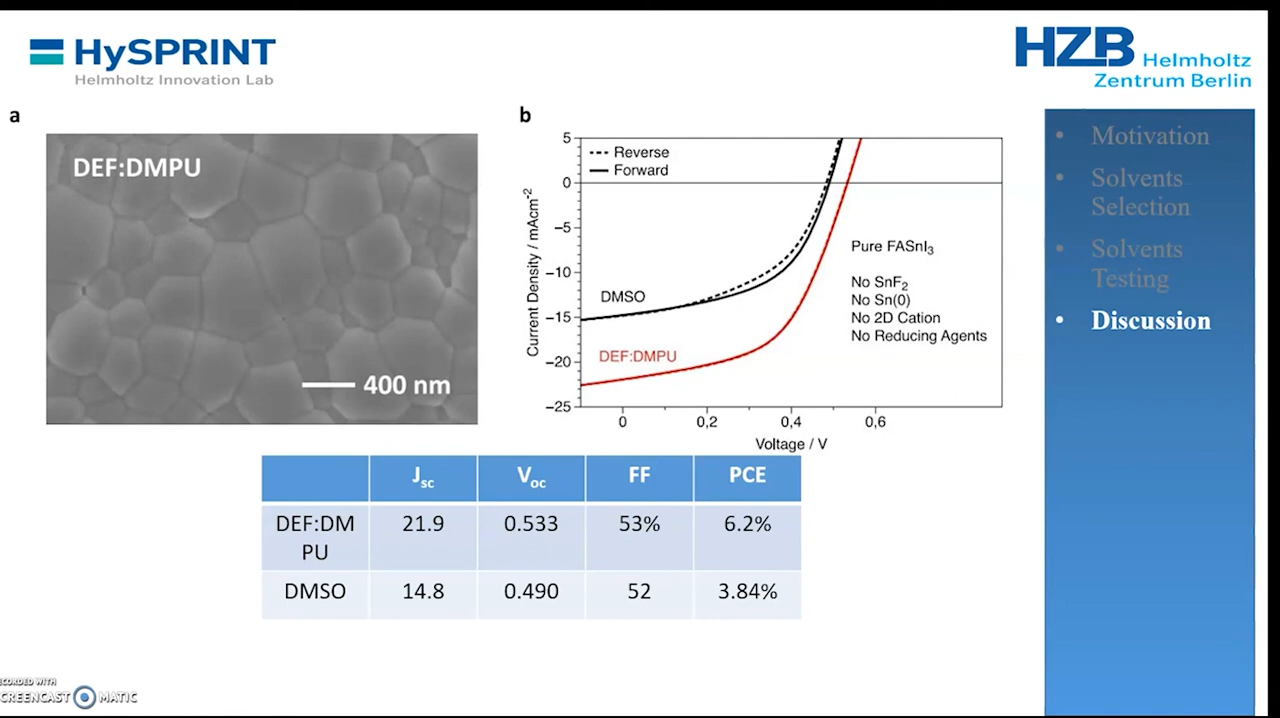 HySPRINT
Helmholtz Innovation Lab
HZB Helmholtz
Zentrum Berlin
a
DEF:DMPU
400 nm
b
Reverse
Forward
5
0
−5
−10
−15
−20
−25
Current Density / mAcm-2
DMSO
DEF:DMPU
Pure FASnI3
No SnF2
No Sn(0)
No 2D Cation
No Reducing Agents
0
0,2
0,4
0,6
Voltage / V
Jsc
Voc
FF
PCE
DEF:DM
PU
21.9
0.533
53%
6.2%
DMSO
14.8
0.490
52
3.84%
• Motivation
• Solvents
Selection
• Solvents
Testing
• Discussion
ECORDED WITH
CREENCAST MATIC